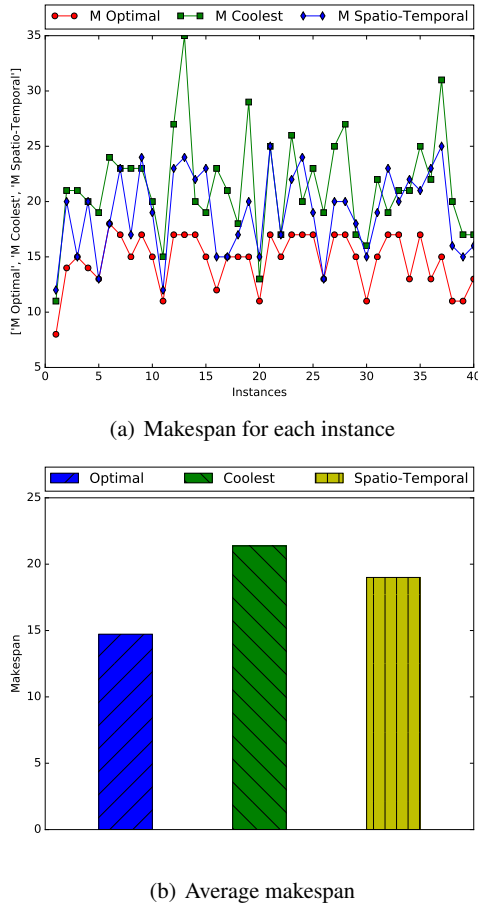 M Optimal M Coolest M Spatio-Temporal
['M Optimal', 'M Coolest', 'M Spatio-Temporal']
35
30
25
20
15
10
5
0 5 10 15 20 25 30 35 40
Instances
(a) Makespan for each instance
Optimal Coolest Spatio-Temporal
Makespan
25
20
15
10
5
0
(b) Average makespan